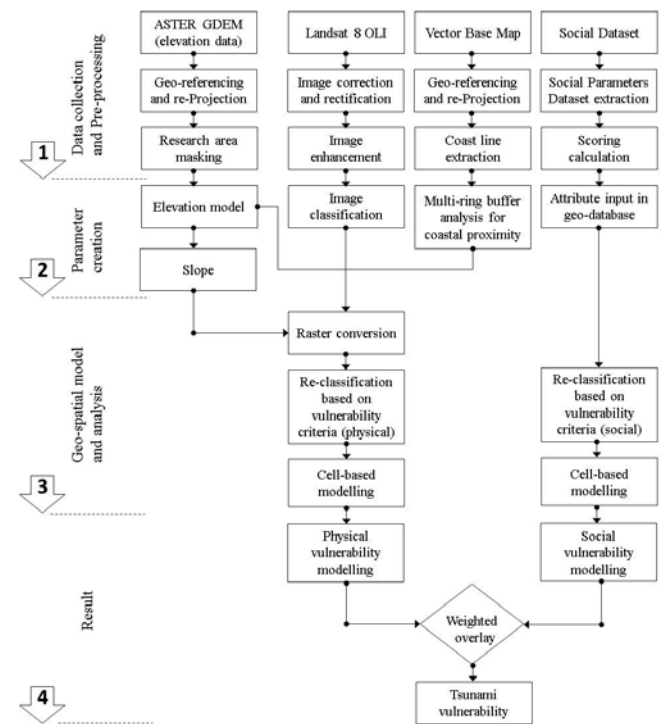 ASTER GDEM
(elevation data)
Landsat 8 OLI
Vector Base Map
Social Dataset
Geo-referencing
and re-Projection
Image correction
and rectification
Geo-referencing
and re-Projection
Social Parameters
Dataset extraction
Research area
masking
Image
enhancement
Coast line
extraction
Scoring
calculation
Data collection
and Pre-processing
1
Elevation model
Image
classification
Multi-ring buffer
analysis for
coastal proximity
Attribute input in
geo-database
Slope
Parameter
creation
2
Raster conversion
Re-classification
based on
vulnerability
criteria (physical)
Re-classification
based on
vulnerability
criteria (social)
Cell-based
modelling
Cell-based
modelling
Geo-spatial model
and analysis
3
Physical
vulnerability
modelling
Social
vulnerability
modelling
Weighted
overlay
Tsunami
vulnerability
Result
4